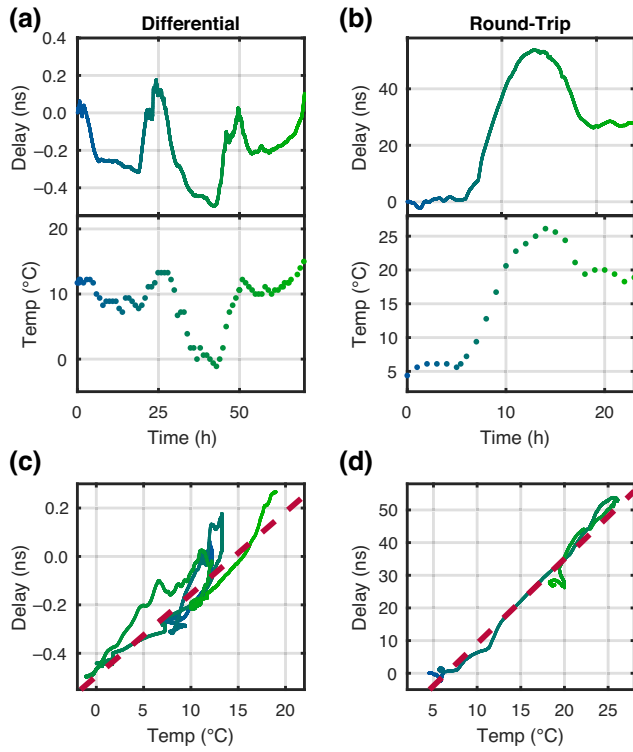 (a) Differential
(b) Round-Trip
Delay (ns)
0.4
0.2
0.0
−0.2
−0.4
Temp (°C)
20
10
0
0 25 50
Time (h)
Delay (ns)
40
20
0
Temp (°C)
25
20
15
10
5
0 10 20
Time (h)
(c)
Delay (ns)
0.2
0.0
−0.2
−0.4
0 5 10 15 20
Temp (°C)
(d)
Delay (ns)
50
40
30
20
10
0
5 10 15 20 25
Temp (°C)